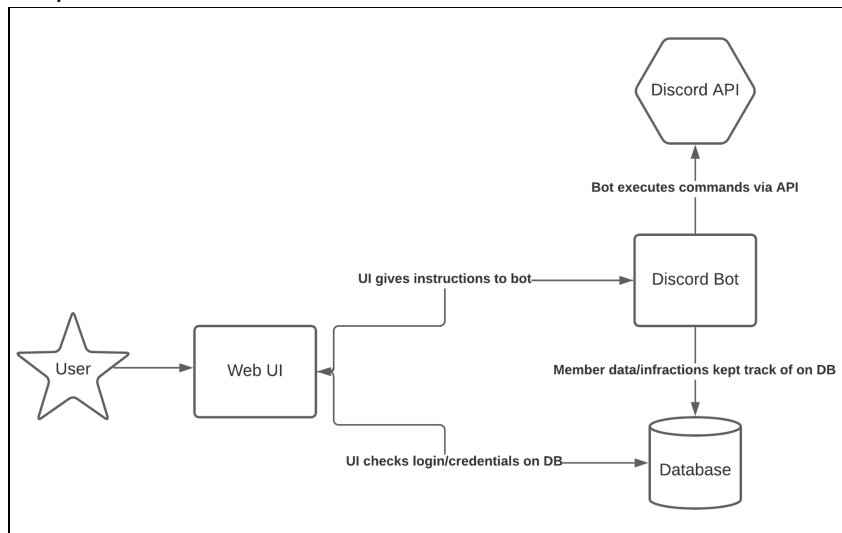 Discord API
Bot executes commands via API
UI gives instructions to bot
Discord Bot
User
Web UI
Member data/infractions kept track of on DB
UI checks login/credentials on DB
Database